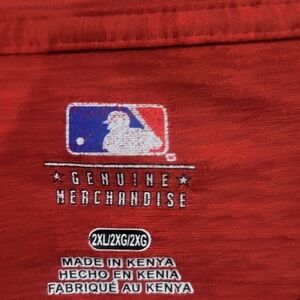 ★ GENUINE ★
MERCHANDISE
2XL/2XG/2XG
MADE IN KENYA
HECHO EN KENIA
FABRIQUÉ AU KENYA